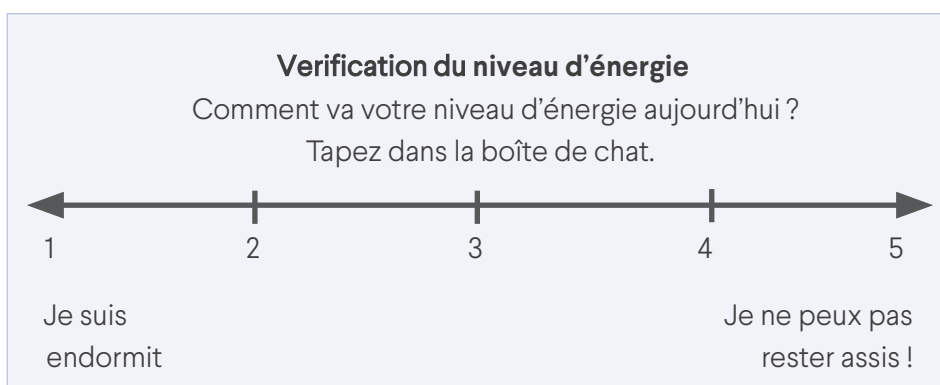 Verification du niveau d’énergie
Comment va votre niveau d’énergie aujourd’hui ?
Tapez dans la boîte de chat.
1 2 3 4 5
Je suis Je ne peux pas
endormit rester assis !